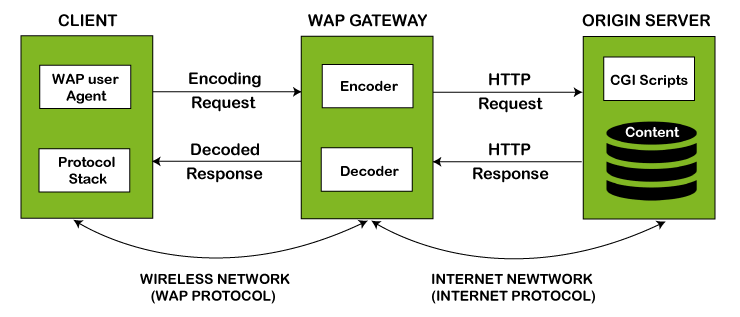 CLIENT
WAP GATEWAY
ORIGIN SERVER
WAP user
Agent
Encoding
Request
Encoder
HTTP
Request
CGI Scripts
Content
Protocol
Stack
Decoded
Response
Decoder
HTTP
Response
WIRELESS NETWORK
(WAP PROTOCOL)
INTERNET NEWTWORK
(INTERNET PROTOCOL)